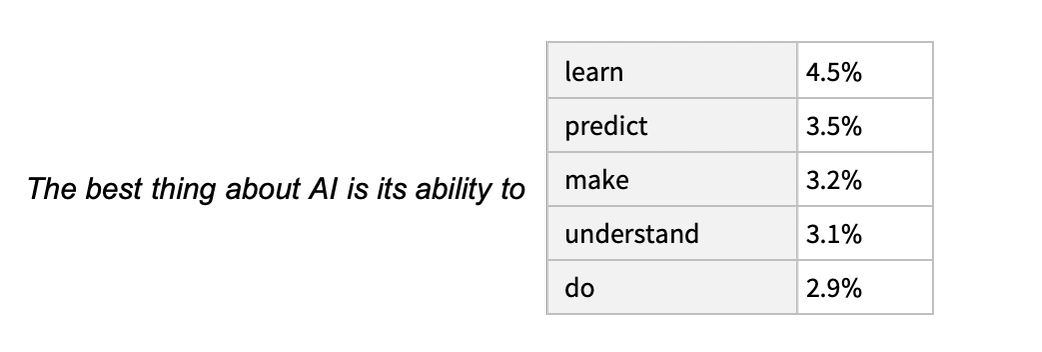 The best thing about AI is its ability to
learn 4.5%
predict 3.5%
make 3.2%
understand 3.1%
do 2.9%